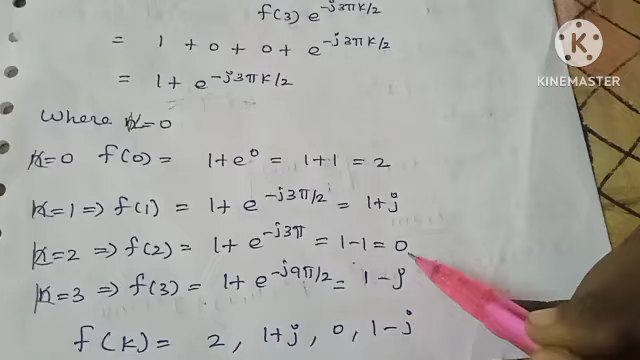 f(3) e^{-j3πk/2}
= 1 + 0 + 0 + e^{-j3πk/2}
= 1 + e^{-j3πk/2}
KINEMASTER
where k=0
k=0 f(0) = 1+e^0 = 1+1 = 2
k=1 => f(1) = 1+ e^{-j3π/2} = 1+j
k=2 => f(2) = 1+ e^{-j3π} = 1-1 = 0
k=3 => f(3) = 1+ e^{-j9π/2} = 1-j
f(k) = 2, 1+j, 0, 1-j